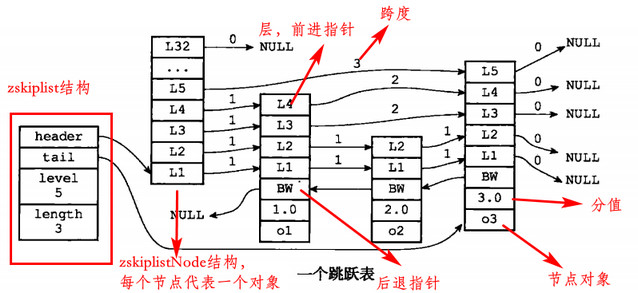 层，前进指针
跨度
L32
0
NULL
...
L5
3
L5
0
NULL
zskiplist结构
L4
1
L4
2
L4
0
NULL
L3
1
L3
2
L3
0
NULL
header
L2
1
L2
1
L2
1
L2
0
tail
L1
1
L1
1
L1
1
L1
0
NULL
level
5
BW
BW
BW
NULL
length
3
NULL
1.0
2.0
3.0
分值
o1
o2
o3
zskiplistNode结构，
每个节点代表一个对象
后退指针
节点对象
一个跳跃表